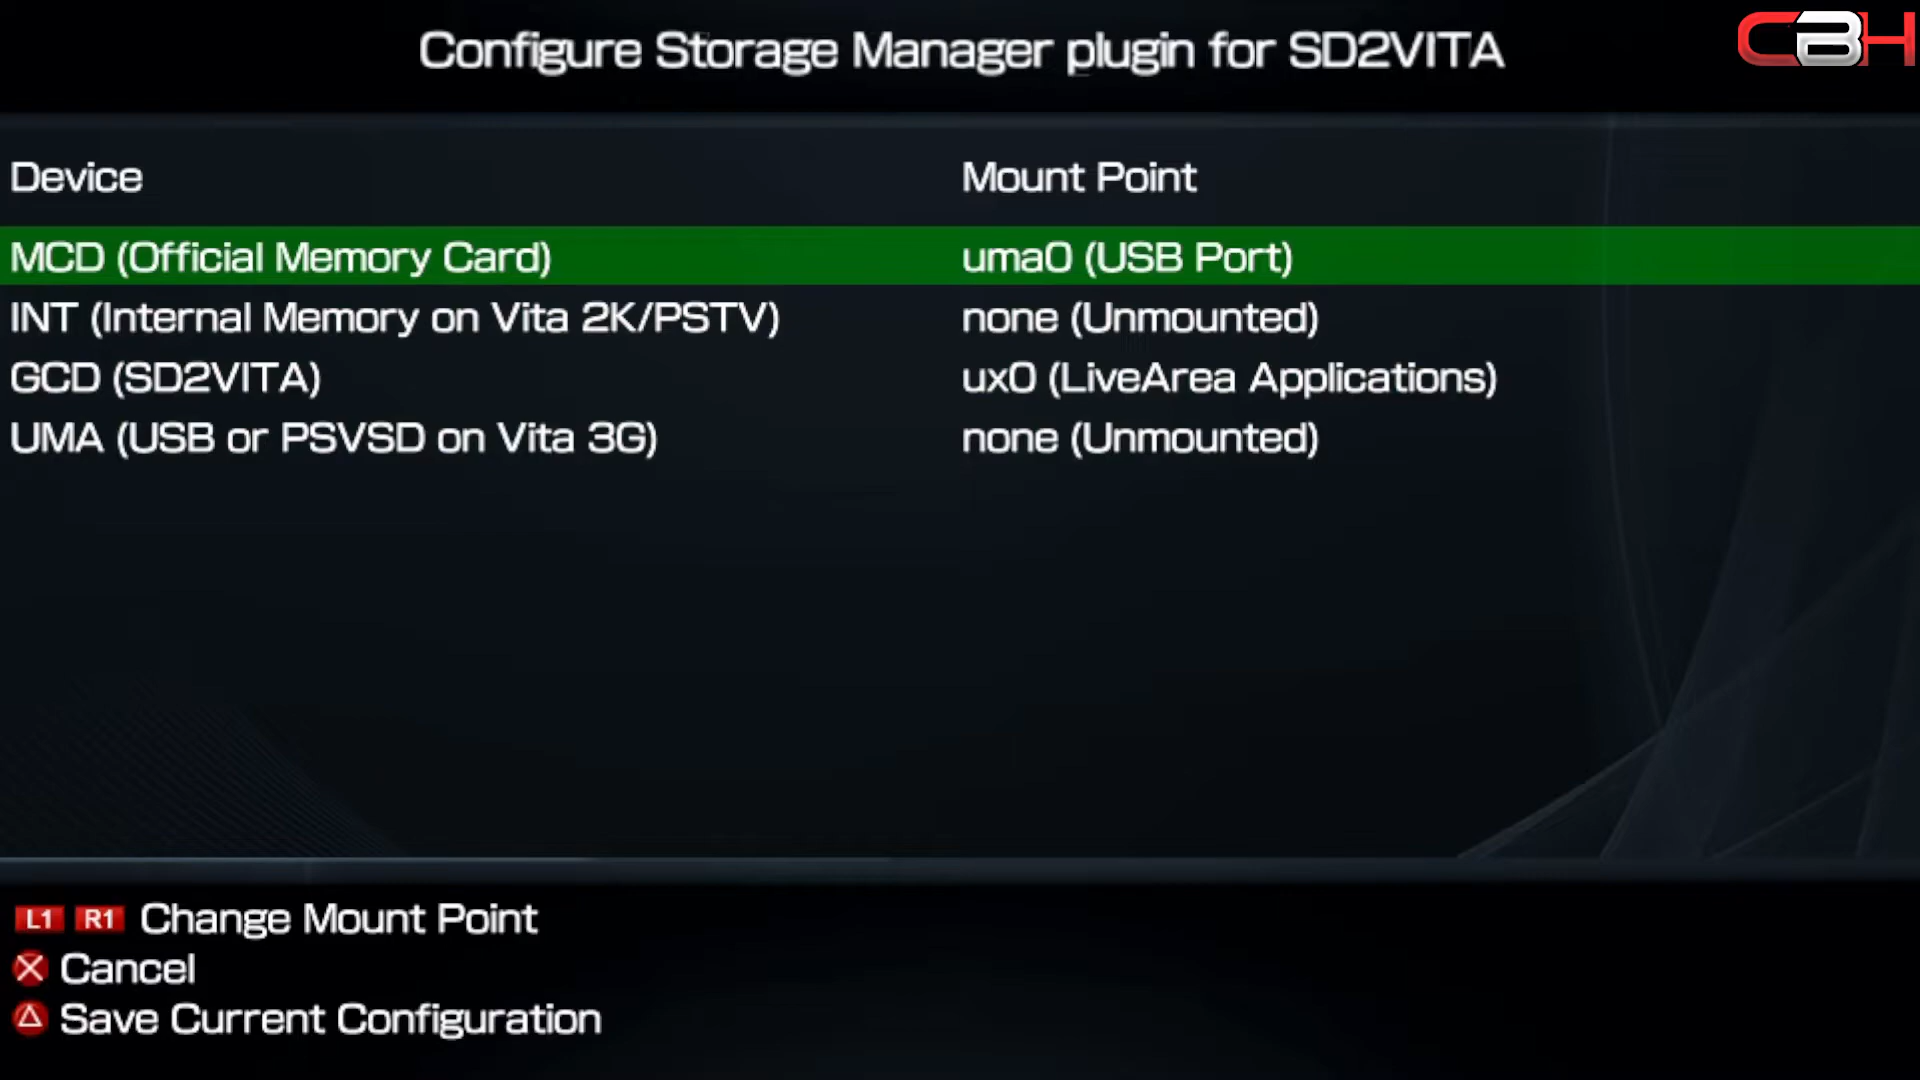 Configure Storage Manager plugin for SD2VITA
CBH
Device Mount Point
MCD (Official Memory Card) uma0 (USB Port)
INT (Internal Memory on Vita 2K/PSTV) none (Unmounted)
GCD (SD2VITA) ux0 (LiveArea Applications)
UMA (USB or PSVSD on Vita 3G) none (Unmounted)
L1 R1 Change Mount Point
Cancel
Save Current Configuration